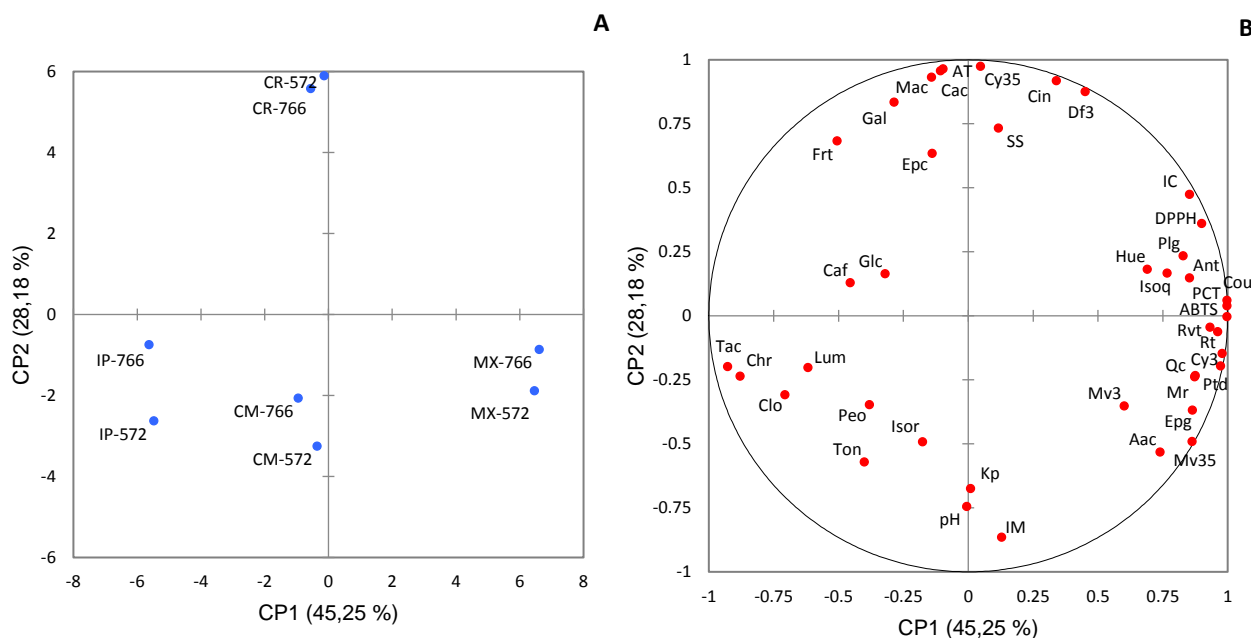 A
6
4
2
0
-2
-4
-6
-8
-6
-4
-2
0
2
4
6
8
CP2 (28,18 %)
CP1 (45,25 %)
CR-572
CR-766
IP-766
IP-572
CM-766
CM-572
MX-766
MX-572
B
1
0.75
0.5
0.25
0
-0.25
-0.5
-0.75
-1
-1
-0.75
-0.5
-0.25
0
0.25
0.5
0.75
1
CP2 (28,18 %)
CP1 (45,25 %)
AT
Cy35
Mac
Cac
Cin
Df3
Gal
SS
Frt
Epc
IC
DPPH
Plg
Hue
Ant
Isoq
Cou
PCT
ABTS
Caf
Glc
Rvt
Rt
Tac
Chr
Lum
Qc
Cy3
Ptd
Clo
Mr
Mv3
Peo
Epg
Isor
Aac
Ton
Mv35
Kp
pH
IM